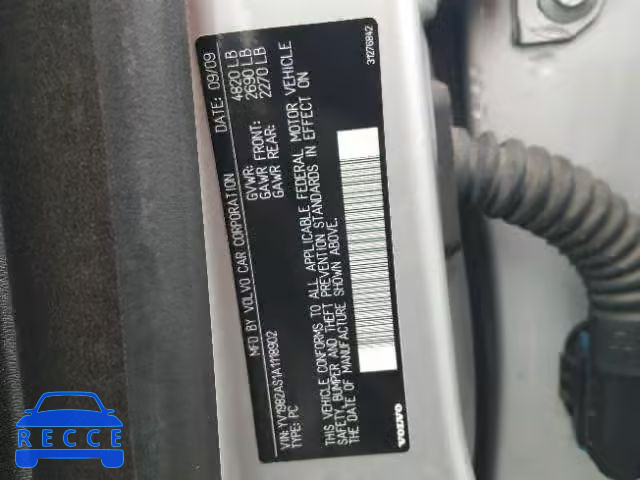 MFD BY VOLVO CAR CORPORATION DATE: 09/09
GVWR: 4820 LB
GAWR FRONT: 2690 LB
GAWR REAR: 2270 LB
VIN: YV1982AS1A1118902
TYPE: PC
THIS VEHICLE CONFORMS TO ALL APPLICABLE FEDERAL MOTOR VEHICLE
SAFETY, BUMPER AND THEFT PREVENTION STANDARDS IN EFFECT ON
THE DATE OF MANUFACTURE SHOWN ABOVE.
VOLVO
31276842
RECCE